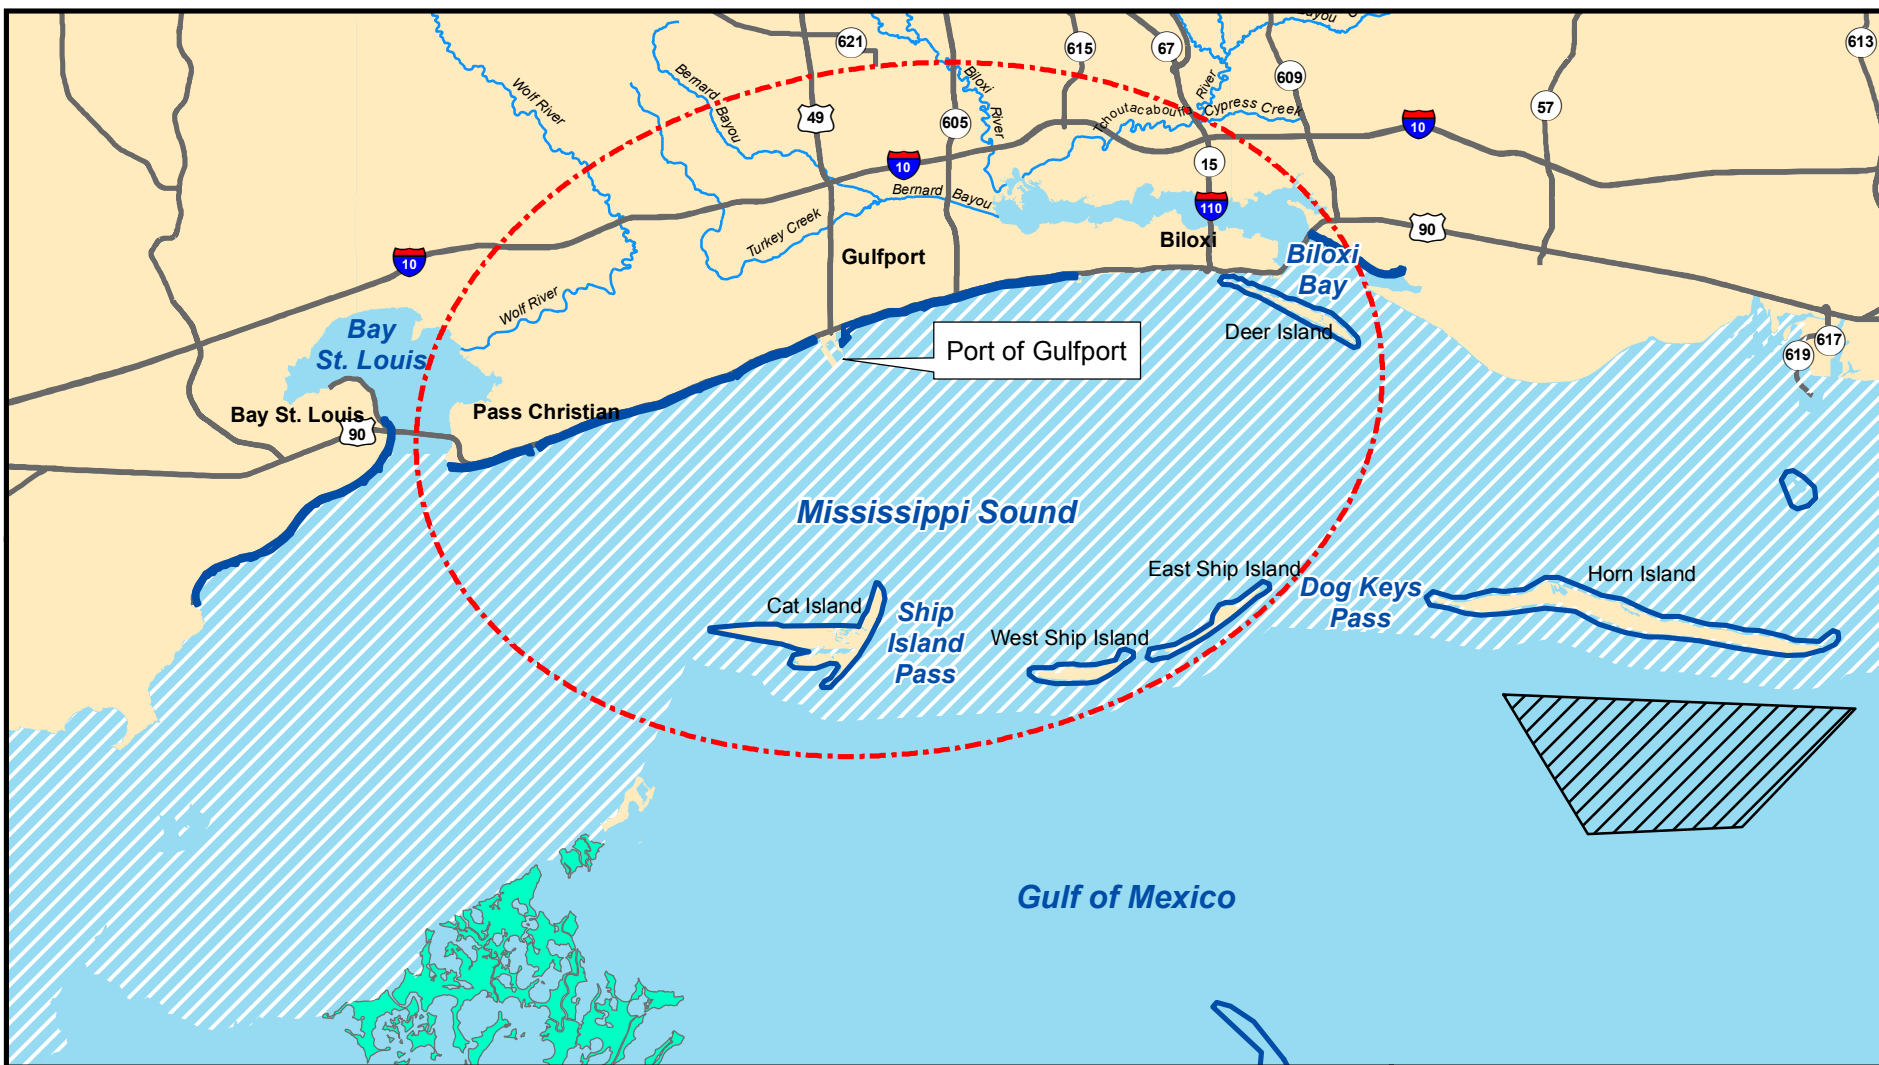 Bayou
621
615
67
613
609
Wolf River
Bernard
Bayou
Biloxi
River
49
605
Tchoutacabouffa
River
Cypress Creek
57
10
10
15
Bernard Bayou
110
Turkey Creek
Gulfport
Biloxi
90
10
Biloxi
Bay
Wolf River
Bay
St. Louis
Deer Island
Port of Gulfport
617
619
Bay St. Louis
90
Pass Christian
Mississippi Sound
East Ship Island
Horn Island
Dog Keys
Pass
Cat Island
Ship
Island
Pass
West Ship Island
Gulf of Mexico